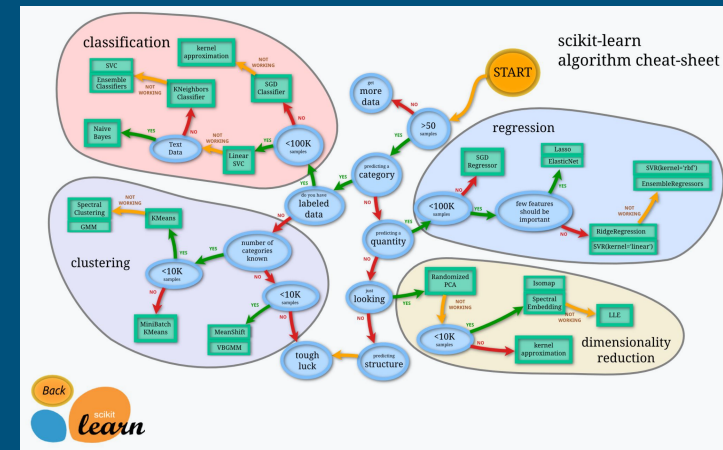 scikit-learn
algorithm cheat-sheet
START
get
more
data
NO
>50
samples
YES
predicting a
category
YES
NO
do you have
labeled
data
YES
NO
predicting a
quantity
YES
NO
just
looking
YES
NO
predicting
structure
tough
luck
classification
kernel
approximation
NOT
WORKING
SGD
Classifier
NO
<100K
samples
YES
Linear
SVC
NOT
WORKING
Text
Data
YES
Naive
Bayes
NO
KNeighbors
Classifier
NOT
WORKING
SVC
Ensemble
Classifiers
clustering
number of
categories
known
YES
NO
<10K
samples
YES
NO
KMeans
NOT
WORKING
Spectral
Clustering
GMM
MiniBatch
KMeans
<10K
samples
YES
NO
MeanShift
VBGMM
regression
<100K
samples
NO
SGD
Regressor
YES
few features
should be
important
YES
Lasso
ElasticNet
NO
RidgeRegression
SVR(kernel='linear')
NOT
WORKING
SVR(kernel='rbf')
EnsembleRegressors
dimensionality
reduction
Randomized
PCA
NOT
WORKING
<10K
samples
YES
NO
Isomap
Spectral
Embedding
NOT
WORKING
LLE
kernel
approximation
Back
scikit
learn